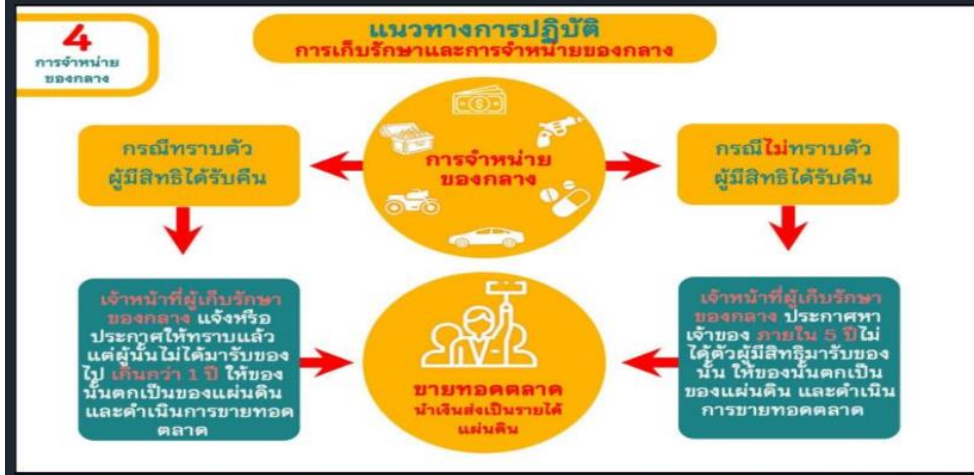 4
การจำหน่าย
ของกลาง
แนวทางการปฏิบัติ
การเก็บรักษาและการจำหน่ายของกลาง
กรณีทราบตัว
ผู้มีสิทธิได้รับคืน
การจำหน่าย
ของกลาง
กรณีไม่ทราบตัว
ผู้มีสิทธิได้รับคืน
เจ้าหน้าที่ผู้เก็บรักษา
ของกลาง แจ้งหรือ
ประกาศให้ทราบแล้ว
แต่ผู้นั้นไม่ได้มารับของ
ไป เกินกว่า 1 ปี ให้ของ
นั้นตกเป็นของแผ่นดิน
และดำเนินการขายทอด
ตลาด
ขายทอดตลาด
นำเงินส่งเป็นรายได้
แผ่นดิน
เจ้าหน้าที่ผู้เก็บรักษา
ของกลาง ประกาศหา
เจ้าของ ภายใน 5 ปีไม่
ได้ตัวผู้มีสิทธิมารับของ
นั้น ให้ของนั้นตกเป็น
ของแผ่นดิน และดำเนิน
การขายทอดตลาด